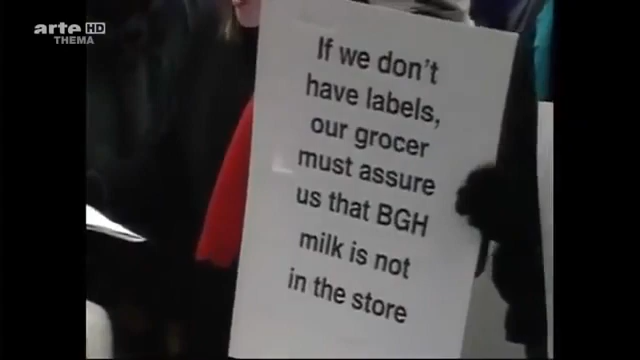 arte HD
THEMA
If we don't
have labels,
our grocer
must assure
us that BGH
milk is not
in the store